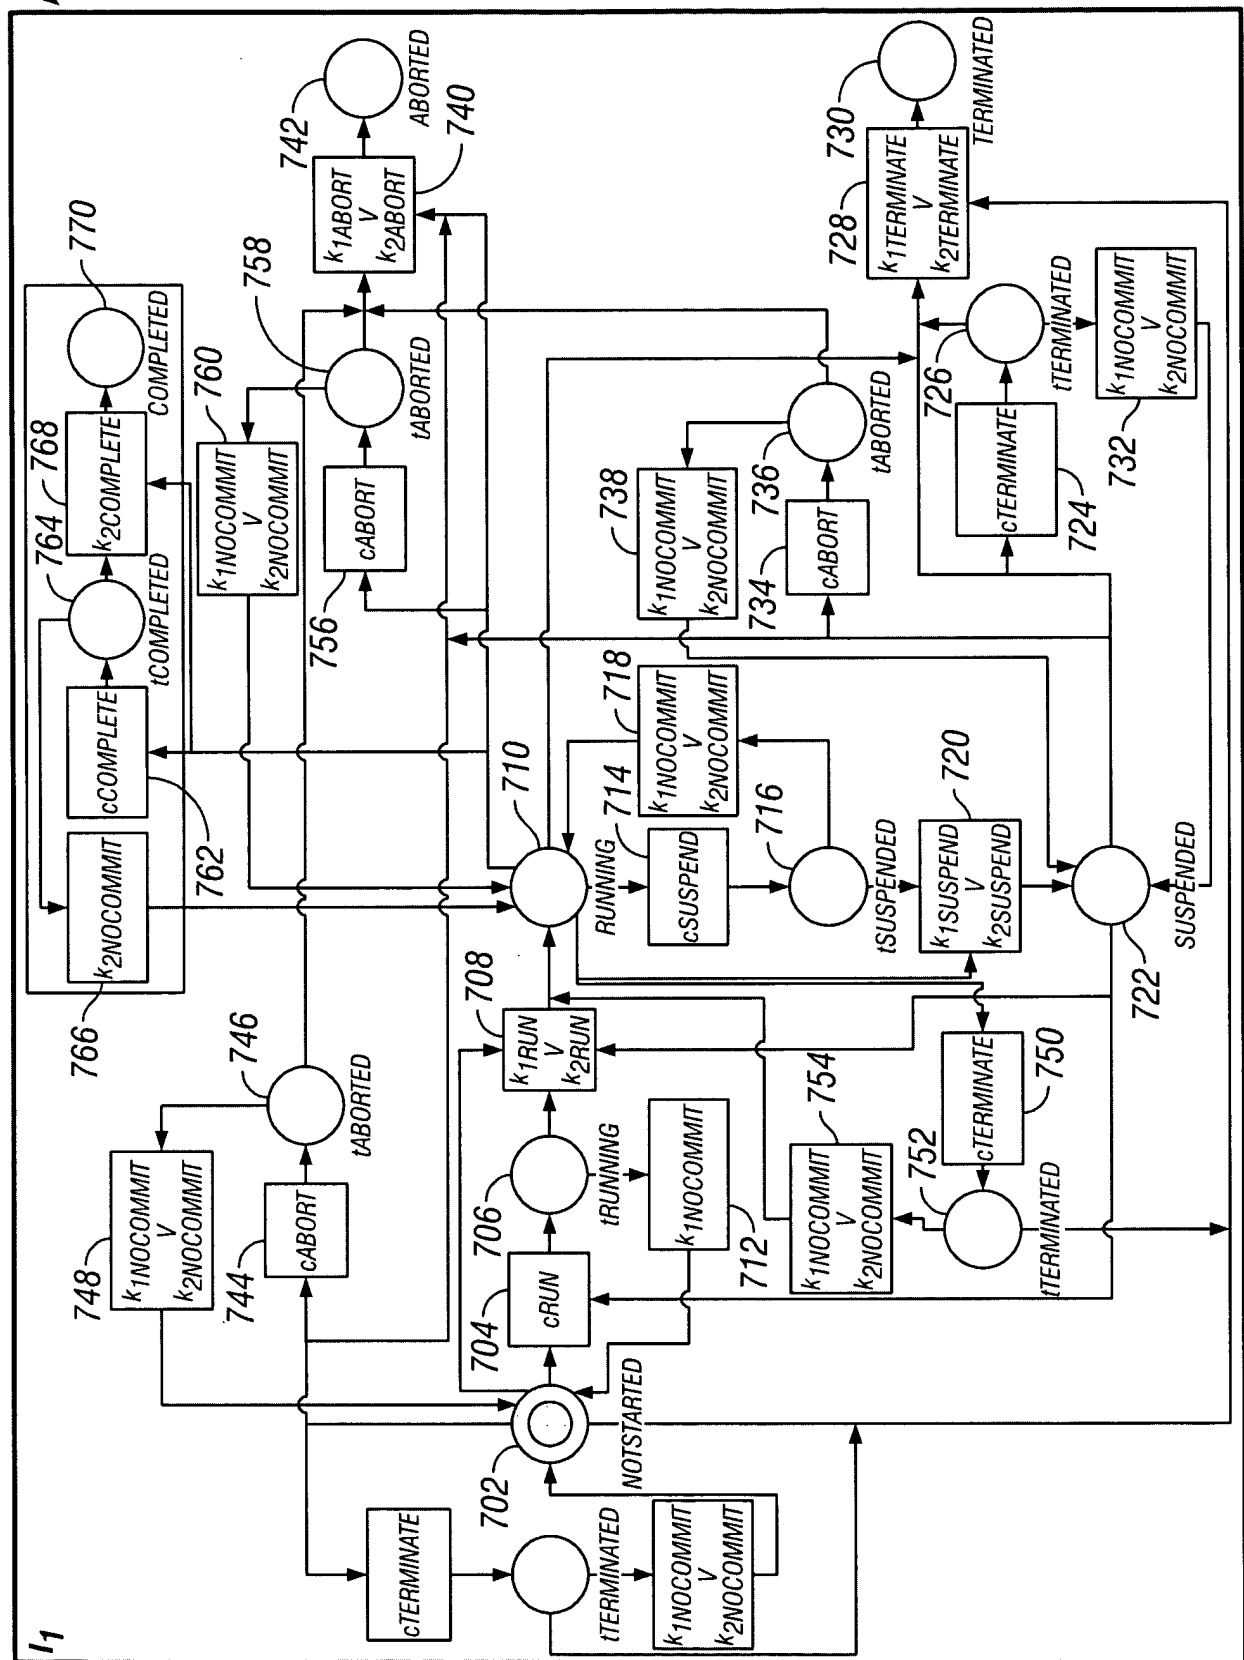 I1
766
k2NOCOMMIT
762
cCOMPLETE
764
tCOMPLETED
768
k2COMPLETE
770
COMPLETED
748
k1NOCOMMIT
V
k2NOCOMMIT
746
tABORTED
744
cABORT
760
k1NOCOMMIT
V
k2NOCOMMIT
756
cABORT
758
tABORTED
742
ABORTED
k1ABORT
V
k2ABORT
740
cTERMINATE
tTERMINATED
k1NOCOMMIT
V
k2NOCOMMIT
702
NOTSTARTED
704
cRUN
706
tRUNNING
708
k1RUN
V
k2RUN
710
RUNNING
712
k1NOCOMMIT
714
cSUSPEND
718
k1NOCOMMIT
V
k2NOCOMMIT
716
tSUSPENDED
738
k1NOCOMMIT
V
k2NOCOMMIT
734
cABORT
736
tABORTED
754
k1NOCOMMIT
V
k2NOCOMMIT
752
tTERMINATED
750
cTERMINATE
720
k1SUSPEND
V
k2SUSPEND
722
SUSPENDED
724
cTERMINATE
726
tTERMINATED
728
k1TERMINATE
V
k2TERMINATE
730
TERMINATED
732
k1NOCOMMIT
V
k2NOCOMMIT